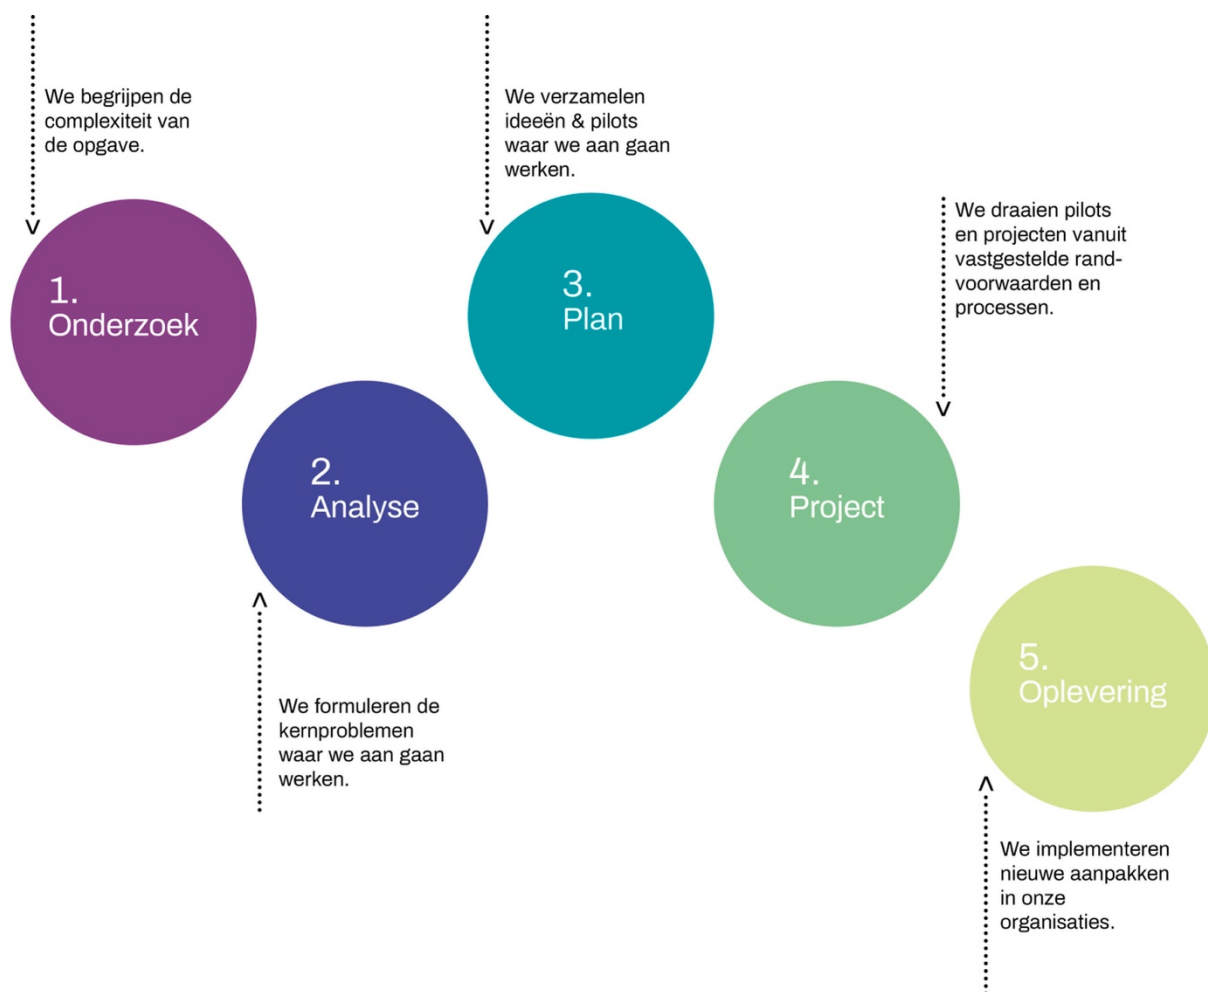 We begrijpen de
complexiteit van
de opgave.
1.
Onderzoek
2.
Analyse
We formuleren de
kernproblemen
waar we aan gaan
werken.
We verzamelen
ideeën & pilots
waar we aan gaan
werken.
3.
Plan
We draaien pilots
en projecten vanuit
vastgestelde rand-
voorwaarden en
processen.
4.
Project
5.
Oplevering
We implementeren
nieuwe aanpakken
in onze
organisaties.